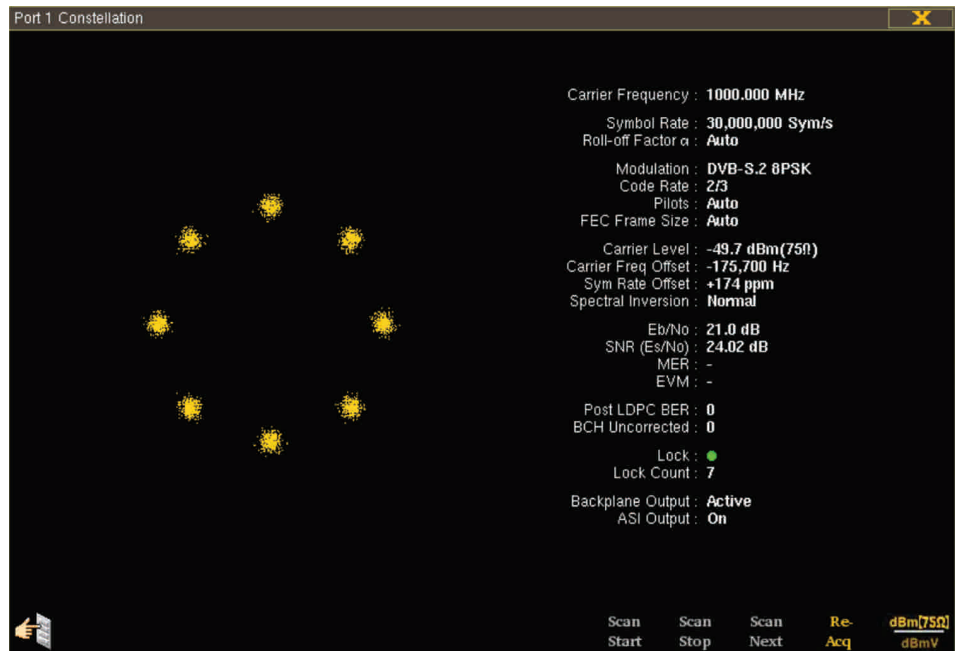 Port 1 Constellation X
Carrier Frequency : 1000.000 MHz
Symbol Rate : 30,000,000 Sym/s
Roll-off Factor α : Auto
Modulation : DVB-S.2 8PSK
Code Rate : 2/3
Pilots : Auto
FEC Frame Size : Auto
Carrier Level : -49.7 dBm(75Ω)
Carrier Freq Offset : -175,700 Hz
Sym Rate Offset : +174 ppm
Spectral Inversion : Normal
Eb/No : 21.0 dB
SNR (Es/No) : 24.02 dB
MER : -
EVM : -
Post LDPC BER : 0
BCH Uncorrected : 0
Lock :
Lock Count : 7
Backplane Output : Active
ASI Output : On
Scan Start
Scan Stop
Scan Next
Re-Acq
dBm[75Ω]
dBmV